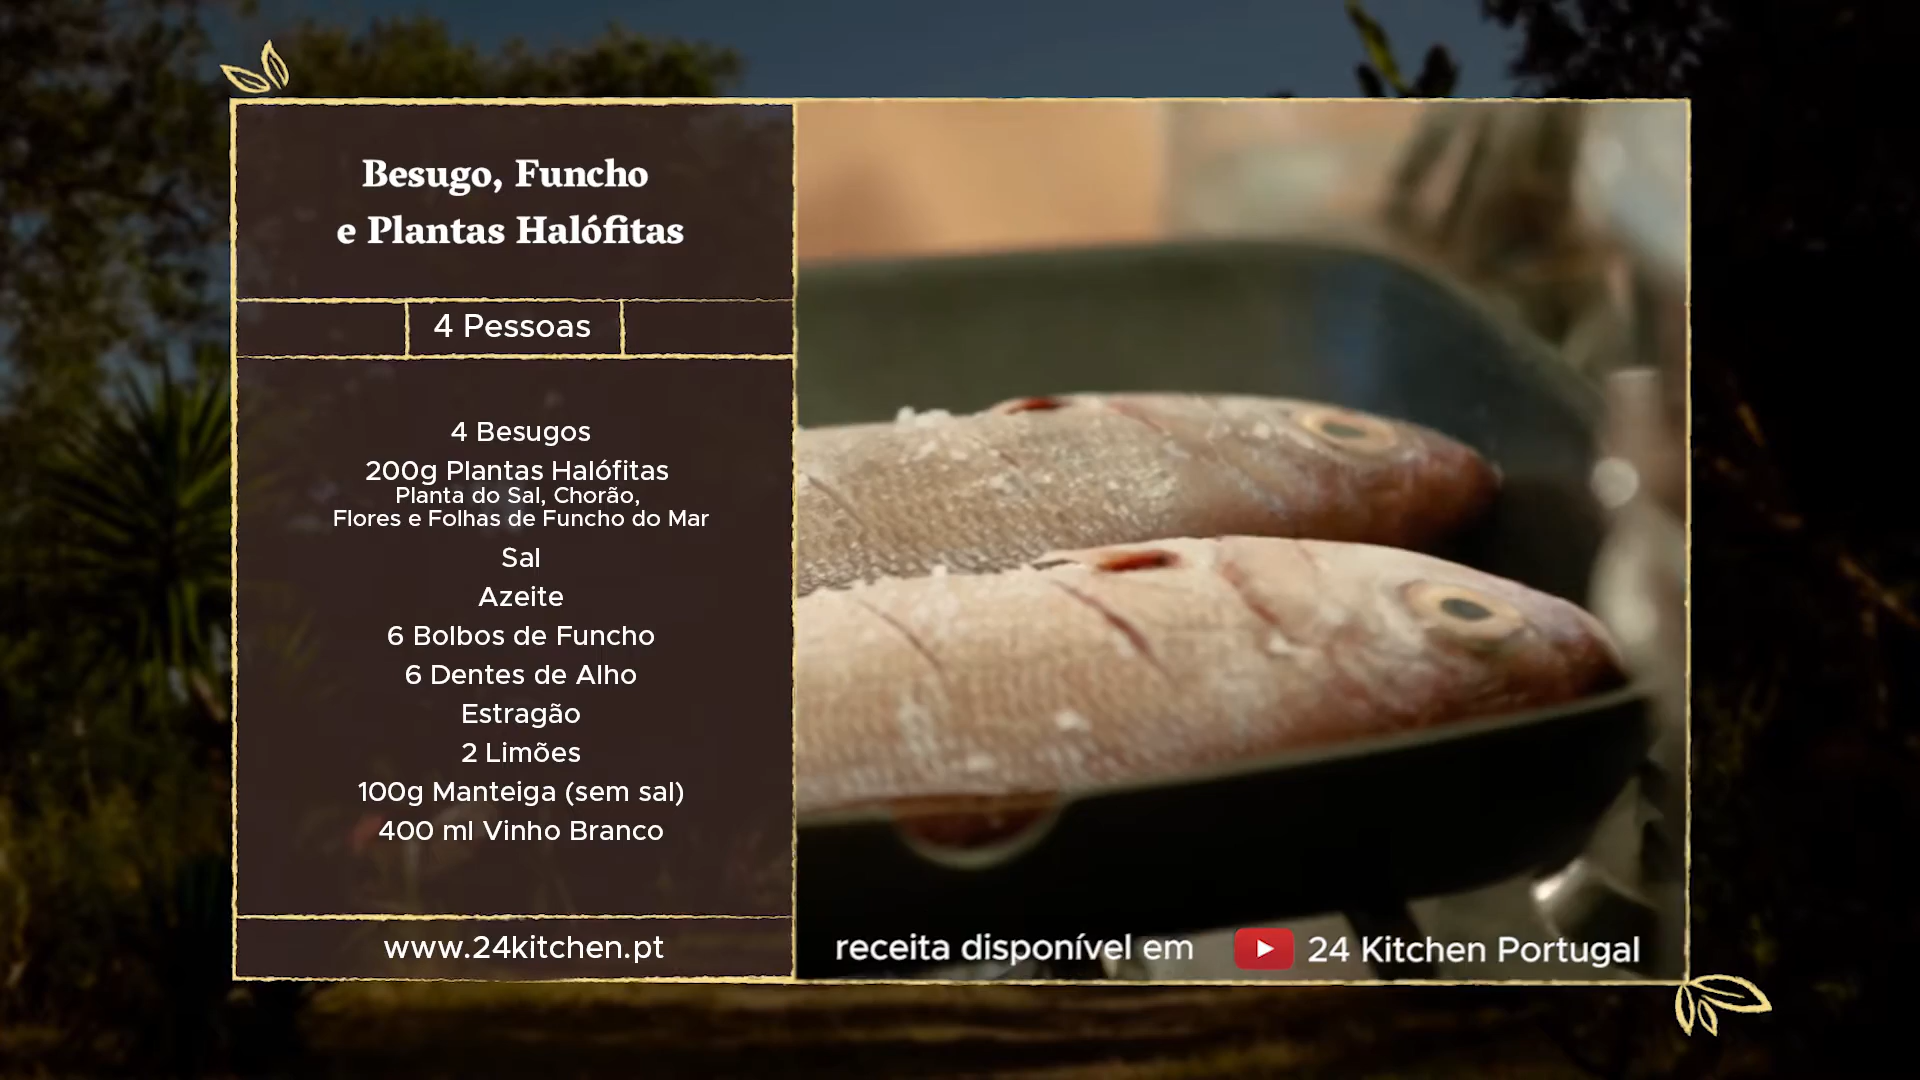 Besugo, Funcho
e Plantas Halófitas
4 Pessoas
4 Besugos
200g Plantas Halófitas
Planta do Sal, Chorão,
Flores e Folhas de Funcho do Mar
Sal
Azeite
6 Bolbos de Funcho
6 Dentes de Alho
Estragão
2 Limões
100g Manteiga (sem sal)
400 ml Vinho Branco
www.24kitchen.pt
receita disponível em 24 Kitchen Portugal